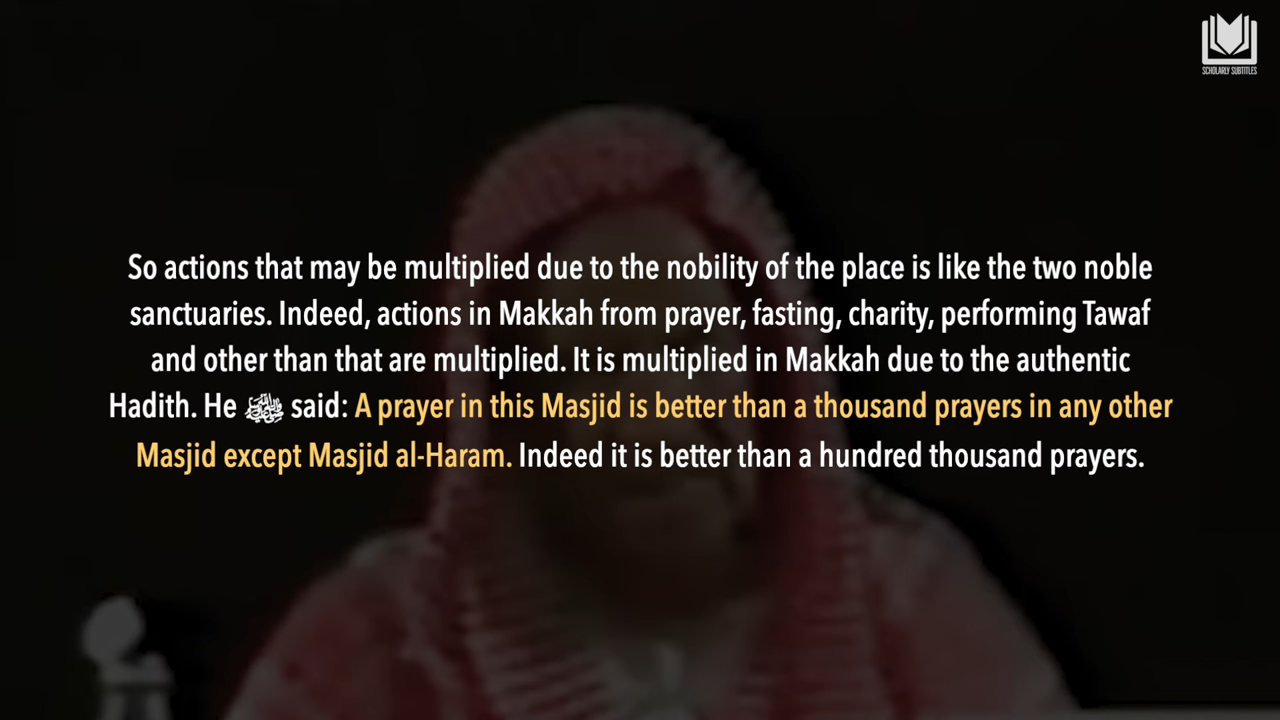 SCHOLARLY SUBTITLES
So actions that may be multiplied due to the nobility of the place is like the two noble
sanctuaries. Indeed, actions in Makkah from prayer, fasting, charity, performing Tawaf
and other than that are multiplied. It is multiplied in Makkah due to the authentic
Hadith. He ﷺ said: A prayer in this Masjid is better than a thousand prayers in any other
Masjid except Masjid al-Haram. Indeed it is better than a hundred thousand prayers.